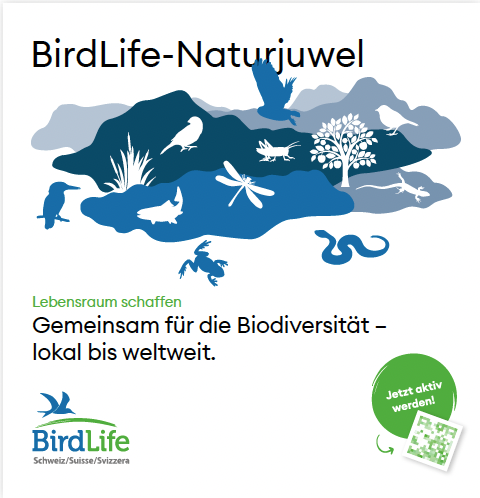 BirdLife-Naturjuwel
Lebensraum schaffen
Gemeinsam für die Biodiversität –
lokal bis weltweit.
Jetzt aktiv
werden!
BirdLife
Schweiz/Suisse/Svizzera